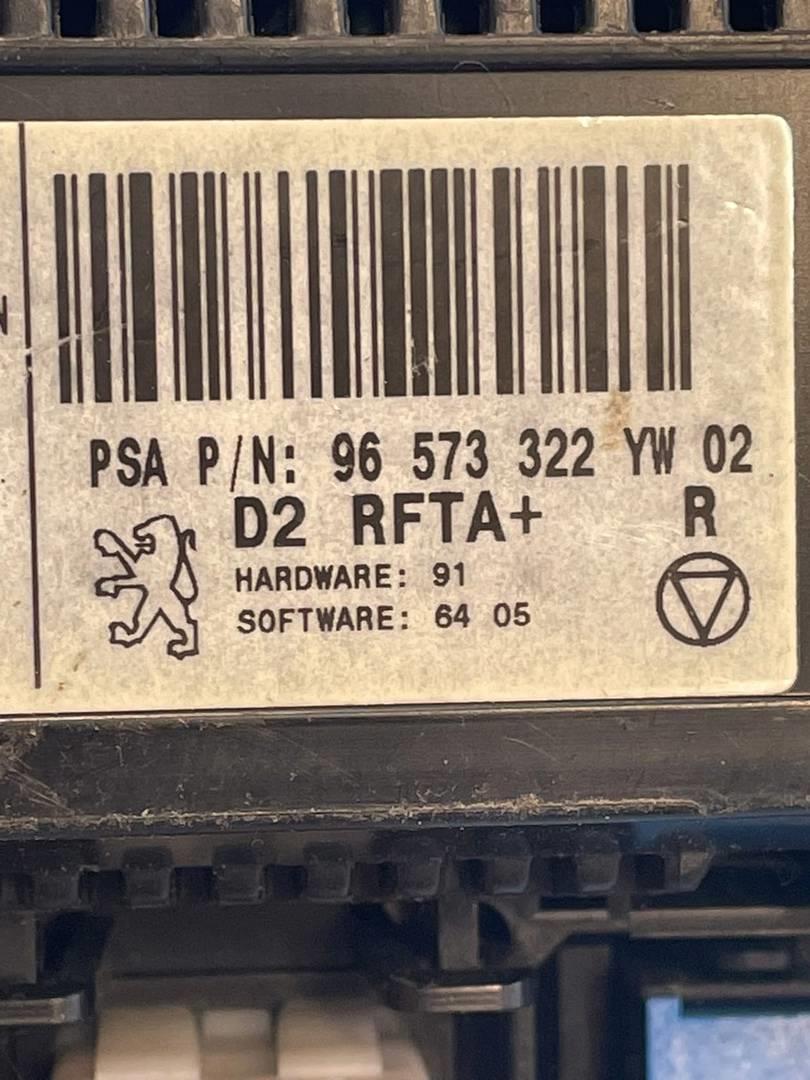 PSA P/N: 96 573 322 YW 02
D2 RFTA+ R
HARDWARE: 91
SOFTWARE: 64 05